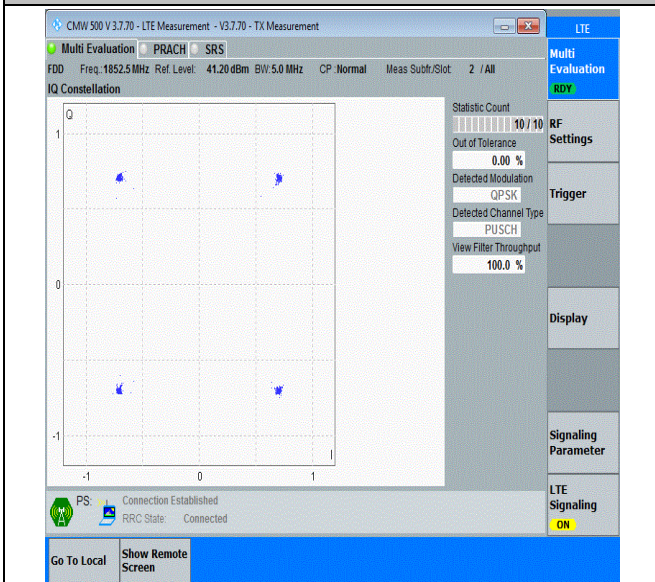 CMW 500 V 3.7.70 - LTE Measurement - V3.7.70 - TX Measurement
LTE
Multi Evaluation PRACH SRS
FDD Freq.:1852.5 MHz Ref. Level: 41.20 dBm BW:5.0 MHz CP :Normal Meas Subfr./Slot: 2 / All
IQ Constellation
Q
1
0
-1
-1 0 1
I
Statistic Count
10 / 10
Out of Tolerance
0.00 %
Detected Modulation
QPSK
Detected Channel Type
PUSCH
View Filter Throughput
100.0 %
Multi
Evaluation
RDY
RF
Settings
Trigger
Display
Signaling
Parameter
LTE
Signaling
ON
PS: Connection Established
RRC State: Connected
Go To Local
Show Remote
Screen